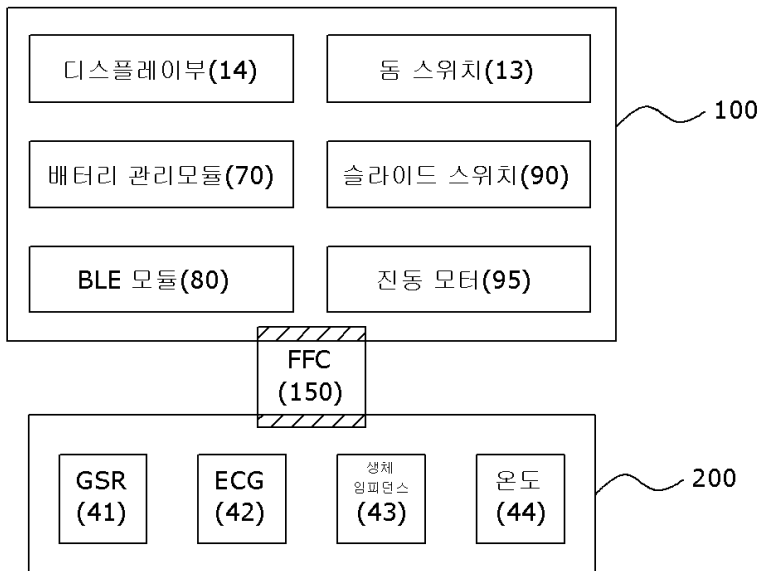 디스플레이부(14)
돔 스위치(13)
100
배터리 관리모듈(70)
슬라이드 스위치(90)
BLE 모듈(80)
진동 모터(95)
FFC
(150)
GSR
(41)
ECG
(42)
생체
임피던스
(43)
온도
(44)
200